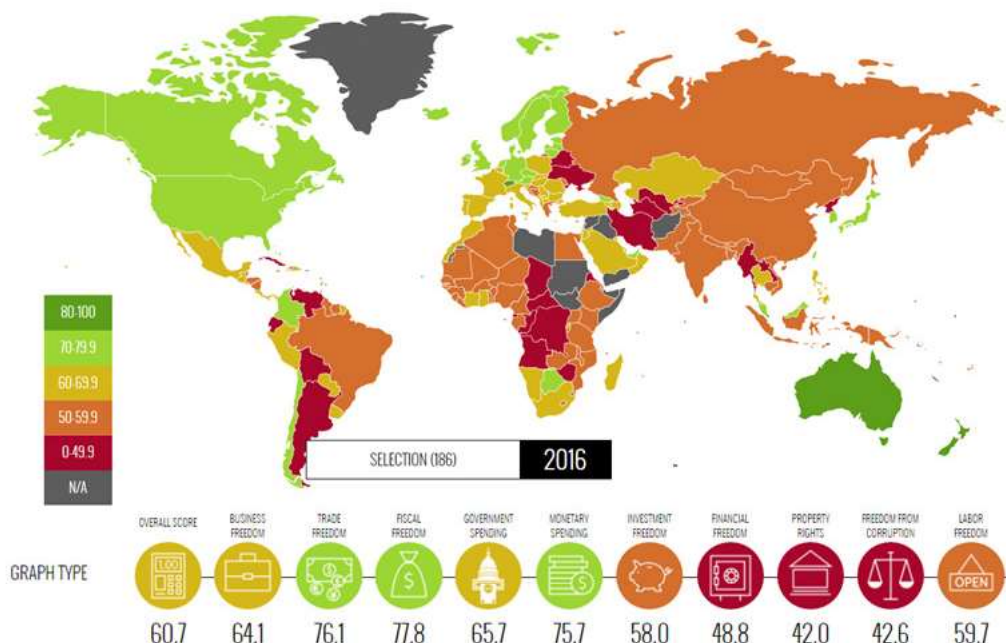 80-100
70-79.9
60-69.9
50-59.9
0-49.9
N/A
SELECTION (186)
2016
GRAPH TYPE
OVERALL SCORE
1.00
60.7
BUSINESS
FREEDOM
64.1
TRADE
FREEDOM
76.1
FISCAL
FREEDOM
$
77.8
GOVERNMENT
SPENDING
65.7
MONETARY
SPENDING
$
75.7
INVESTMENT
FREEDOM
58.0
FINANCIAL
FREEDOM
48.8
PROPERTY
RIGHTS
42.0
FREEDOM FROM
CORRUPTION
42.6
LABOR
FREEDOM
OPEN
59.7